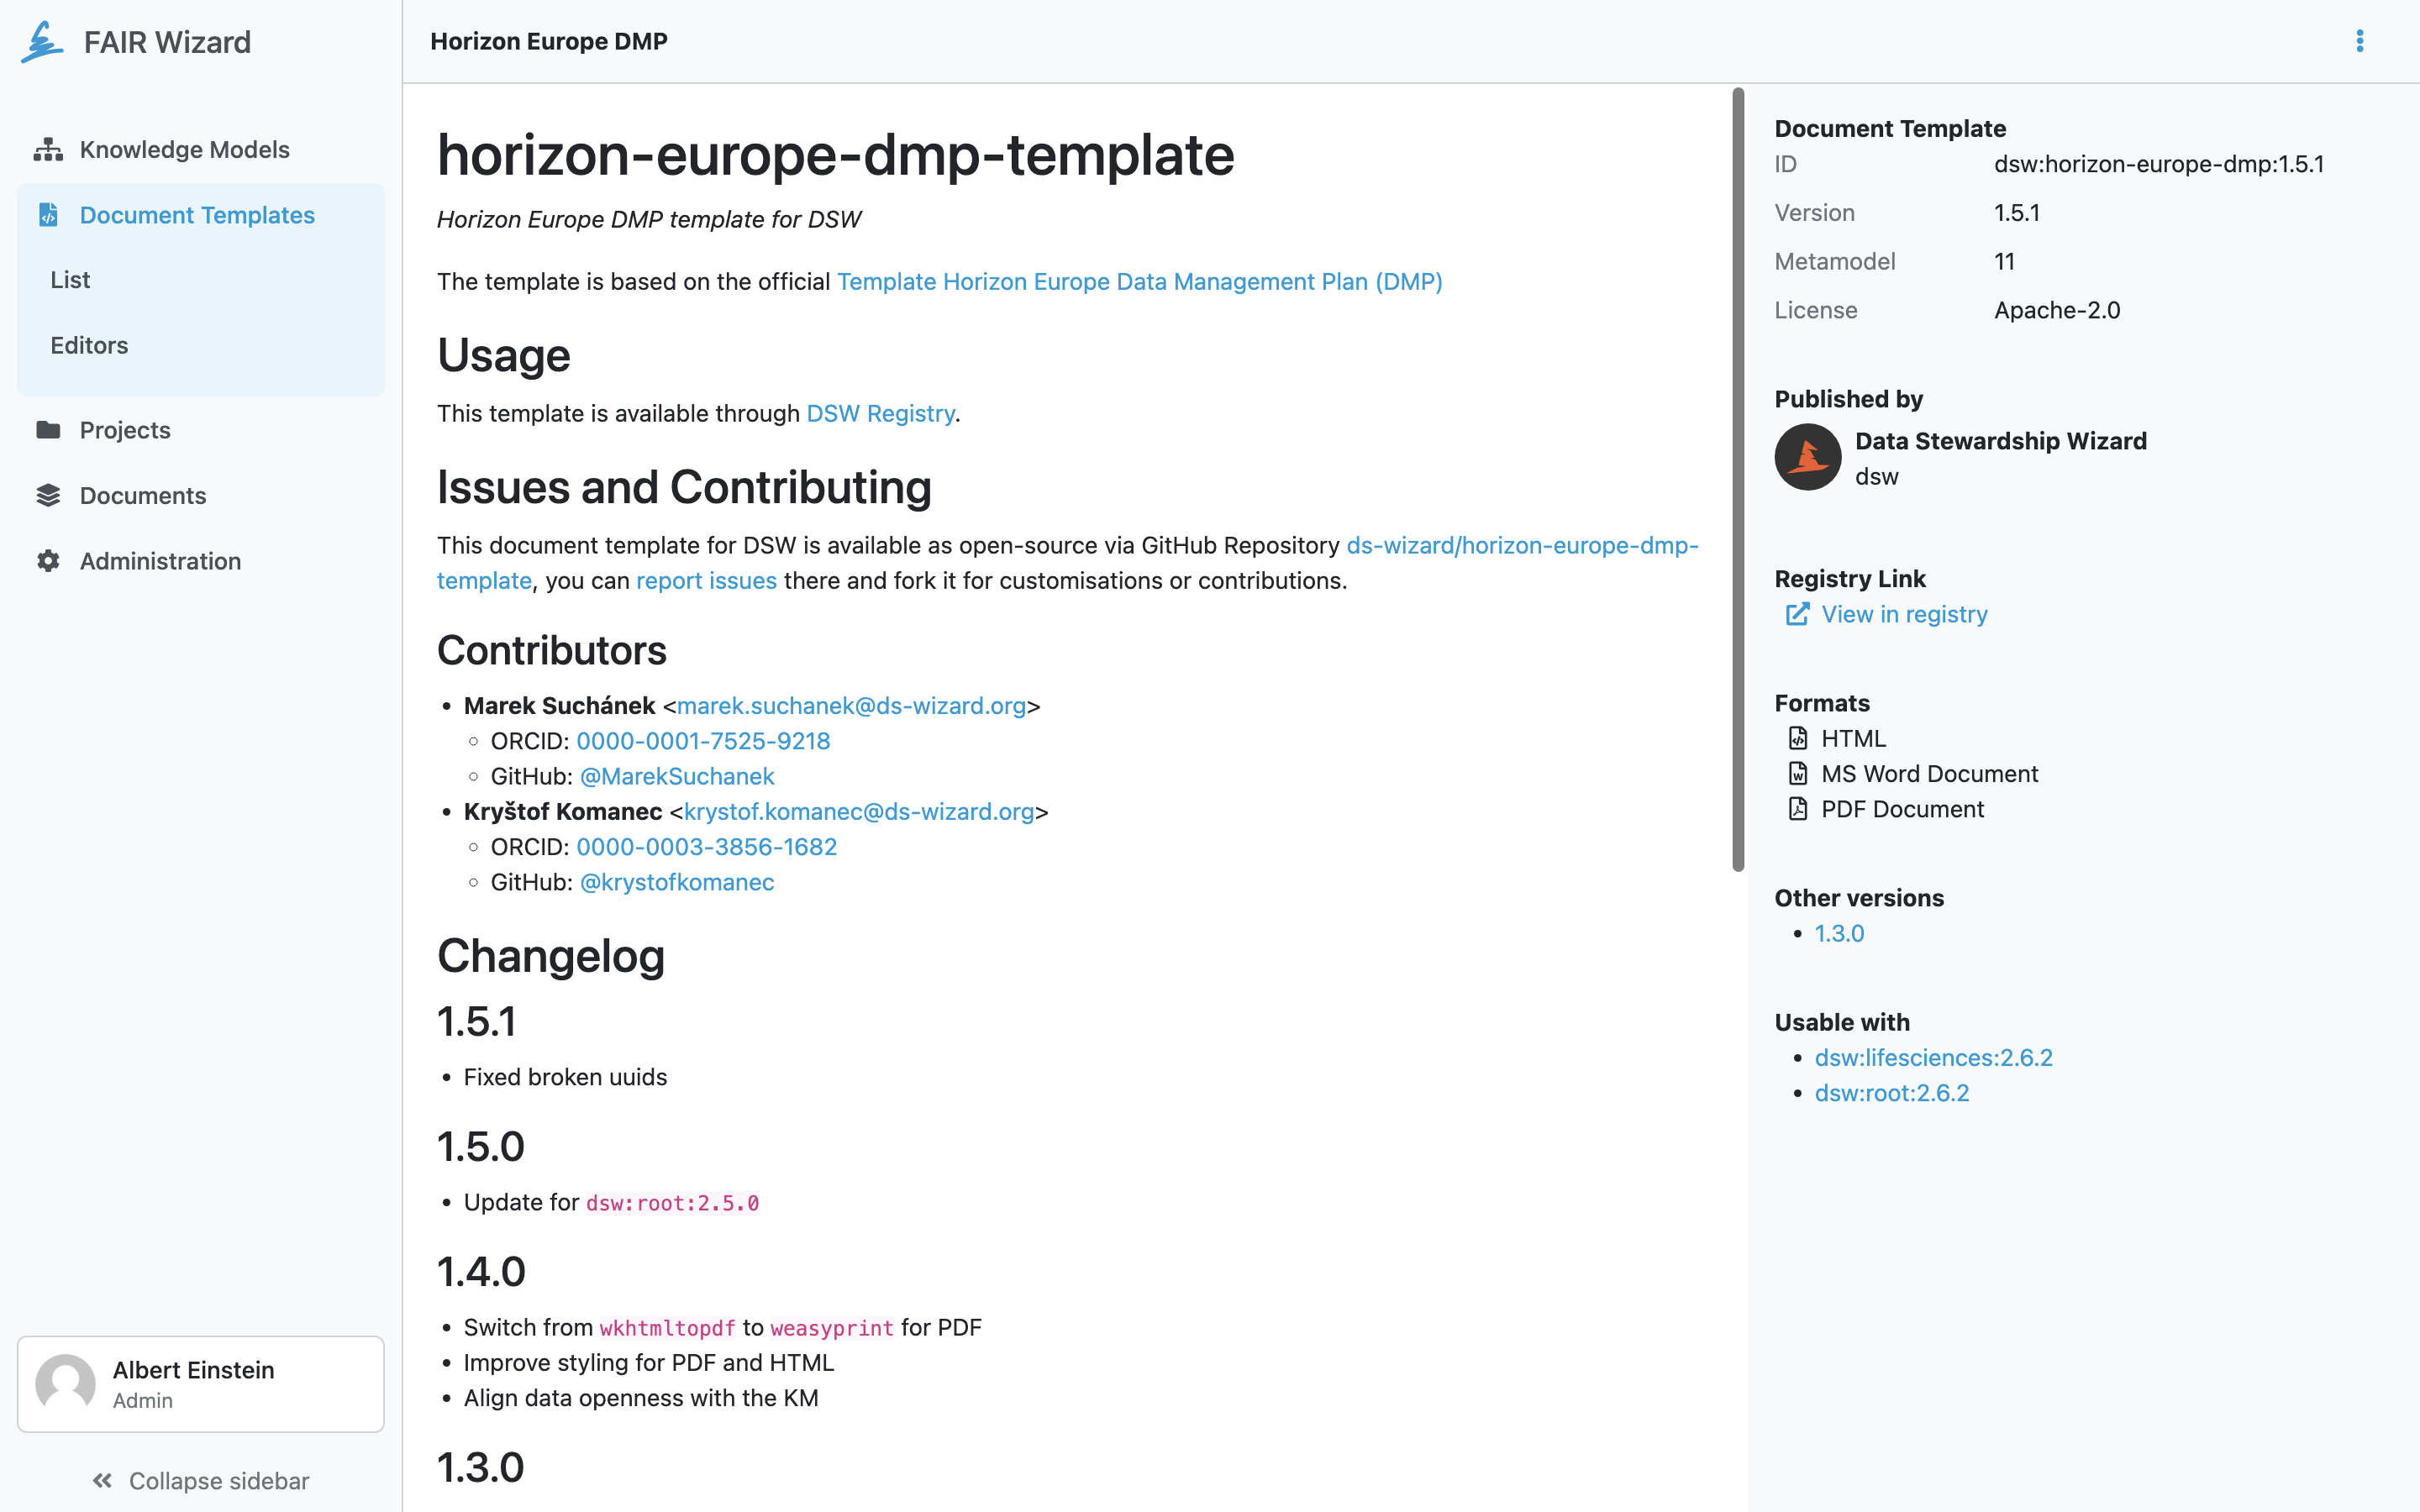 FAIR Wizard
Knowledge Models
Document Templates
List
Editors
Projects
Documents
Administration
Albert Einstein
Admin
Collapse sidebar
Horizon Europe DMP
horizon-europe-dmp-template
Horizon Europe DMP template for DSW
The template is based on the official Template Horizon Europe Data Management Plan (DMP)
Usage
This template is available through DSW Registry.
Issues and Contributing
This document template for DSW is available as open-source via GitHub Repository ds-wizard/horizon-europe-dmp-
template, you can report issues there and fork it for customisations or contributions.
Contributors
• Marek Suchánek <marek.suchanek@ds-wizard.org>
◦ ORCID: 0000-0001-7525-9218
◦ GitHub: @MarekSuchanek
• Kryštof Komanec <krystof.komanec@ds-wizard.org>
◦ ORCID: 0000-0003-3856-1682
◦ GitHub: @krystofkomanec
Changelog
1.5.1
• Fixed broken uuids
1.5.0
• Update for dsw:root:2.5.0
1.4.0
• Switch from wkhtmltopdf to weasyprint for PDF
• Improve styling for PDF and HTML
• Align data openness with the KM
1.3.0
Document Template
ID dsw:horizon-europe-dmp:1.5.1
Version 1.5.1
Metamodel 11
License Apache-2.0
Published by
Data Stewardship Wizard
dsw
Registry Link
View in registry
Formats
HTML
MS Word Document
PDF Document
Other versions
• 1.3.0
Usable with
• dsw:lifesciences:2.6.2
• dsw:root:2.6.2